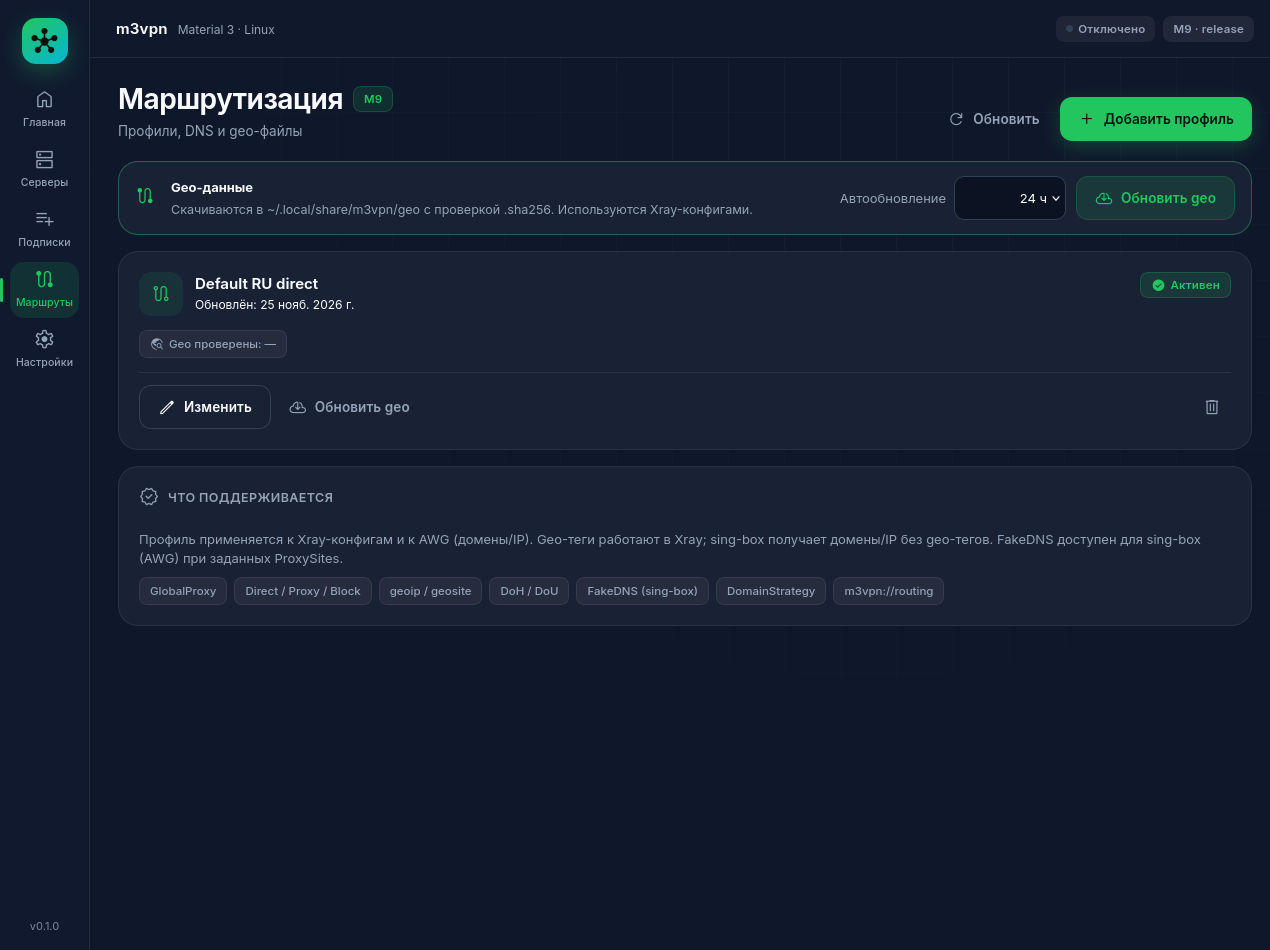 m3vpn Material 3 · Linux
Отключено
M9 · release
Главная
Серверы
Подписки
Маршруты
Настройки
v0.1.0
Маршрутизация M9
Профили, DNS и geo-файлы
Обновить
Добавить профиль
Geo-данные
Скачиваются в ~/.local/share/m3vpn/geo с проверкой .sha256. Используются Xray-конфигами.
Автообновление
24 ч
Обновить geo
Default RU direct
Обновлён: 25 нояб. 2026 г.
Активен
Geo проверены: —
Изменить
Обновить geo
ЧТО ПОДДЕРЖИВАЕТСЯ
Профиль применяется к Xray-конфигам и к AWG (домены/IP). Geo-теги работают в Xray; sing-box получает домены/IP без geo-тегов. FakeDNS доступен для sing-box
(AWG) при заданных ProxySites.
GlobalProxy
Direct / Proxy / Block
geoip / geosite
DoH / DoU
FakeDNS (sing-box)
DomainStrategy
m3vpn://routing